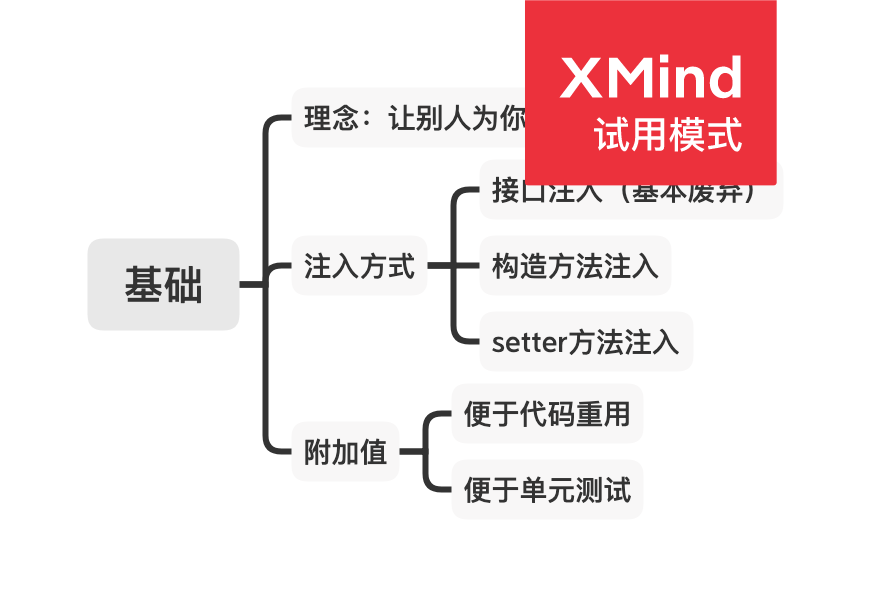 XMind
试用模式
理念：让别人为你
接口注入（基本废弃）
基础
注入方式
构造方法注入
setter方法注入
附加值
便于代码重用
便于单元测试